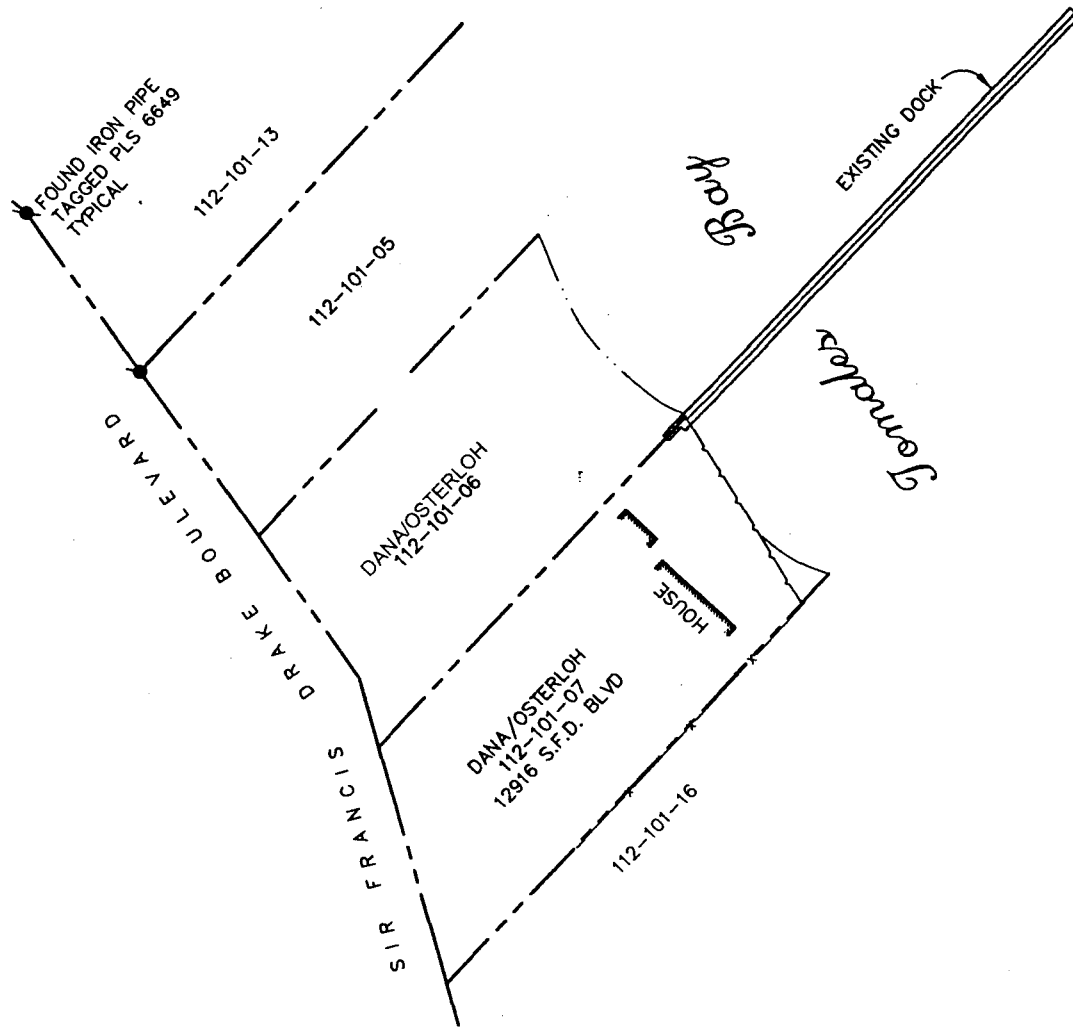 FOUND IRON PIPE
TAGGED PLS 6649
TYPICAL
112-101-13
112-101-05
SIR FRANCIS DRAKE BOULEVARD
DANA/OSTERLOH
112-101-06
DANA/OSTERLOH
112-101-07
12916 S.F.D. BLVD
HOUSE
112-101-16
EXISTING DOCK
Tomales Bay